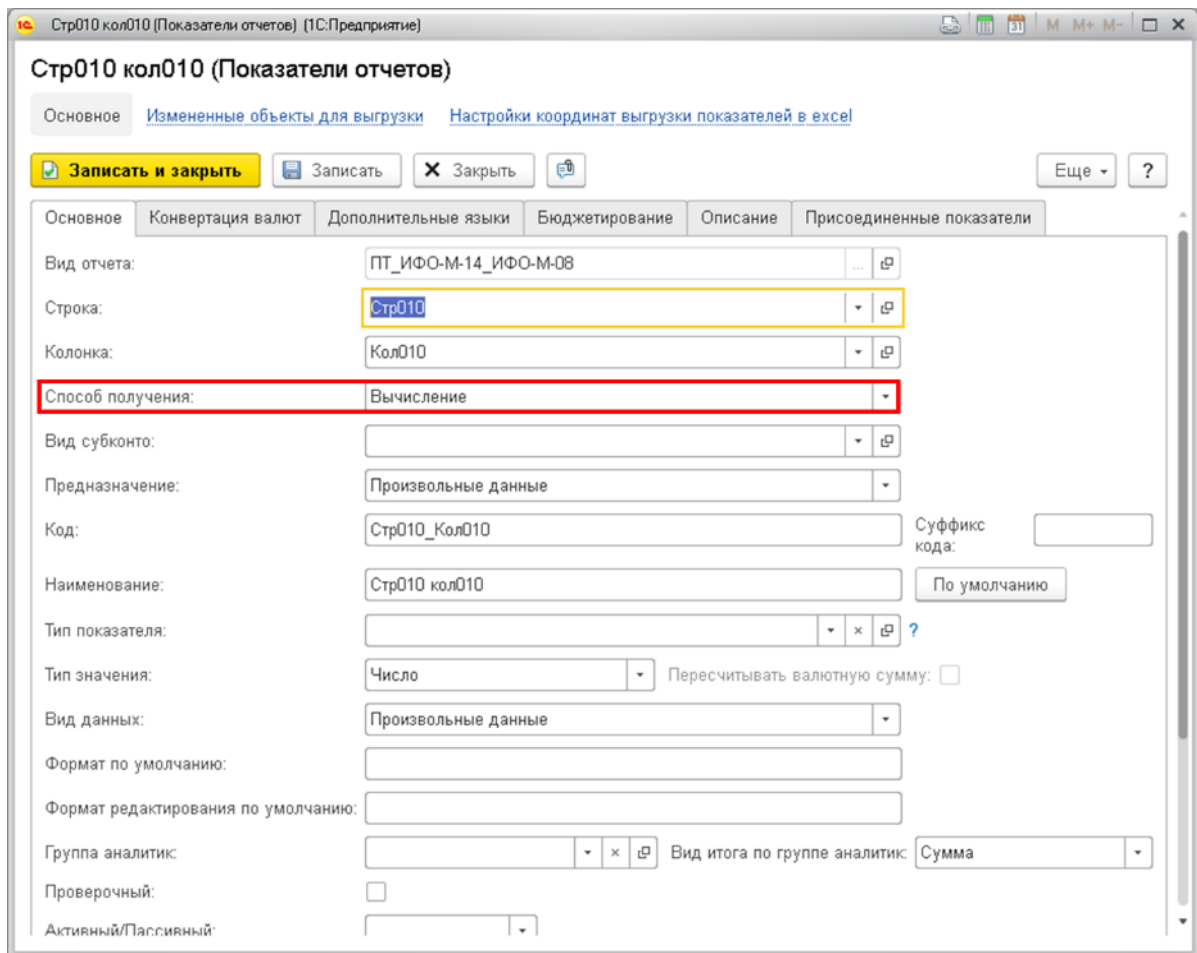 1С Стр010 кол010 (Показатели отчетов) (1С:Предприятие) 31 M M+ M-
Стр010 кол010 (Показатели отчетов)
Основное Измененные объекты для выгрузки Настройки координат выгрузки показателей в excel
Записать и закрыть Записать Закрыть Еще ?
Основное Конвертация валют Дополнительные языки Бюджетирование Описание Присоединенные показатели
Вид отчета: ПТ_ИФО-М-14_ИФО-М-08 ...
Строка: Стр010
Колонка: Кол010
Способ получения: Вычисление
Вид субконто:
Предназначение: Произвольные данные
Код: Стр010_Кол010 Суффикс
кода:
Наименование: Стр010 кол010 По умолчанию
Тип показателя: ?
Тип значения: Число Пересчитывать валютную сумму:
Вид данных: Произвольные данные
Формат по умолчанию:
Формат редактирования по умолчанию:
Группа аналитик: Вид итога по группе аналитик: Сумма
Проверочный:
Активный/Пассивный: